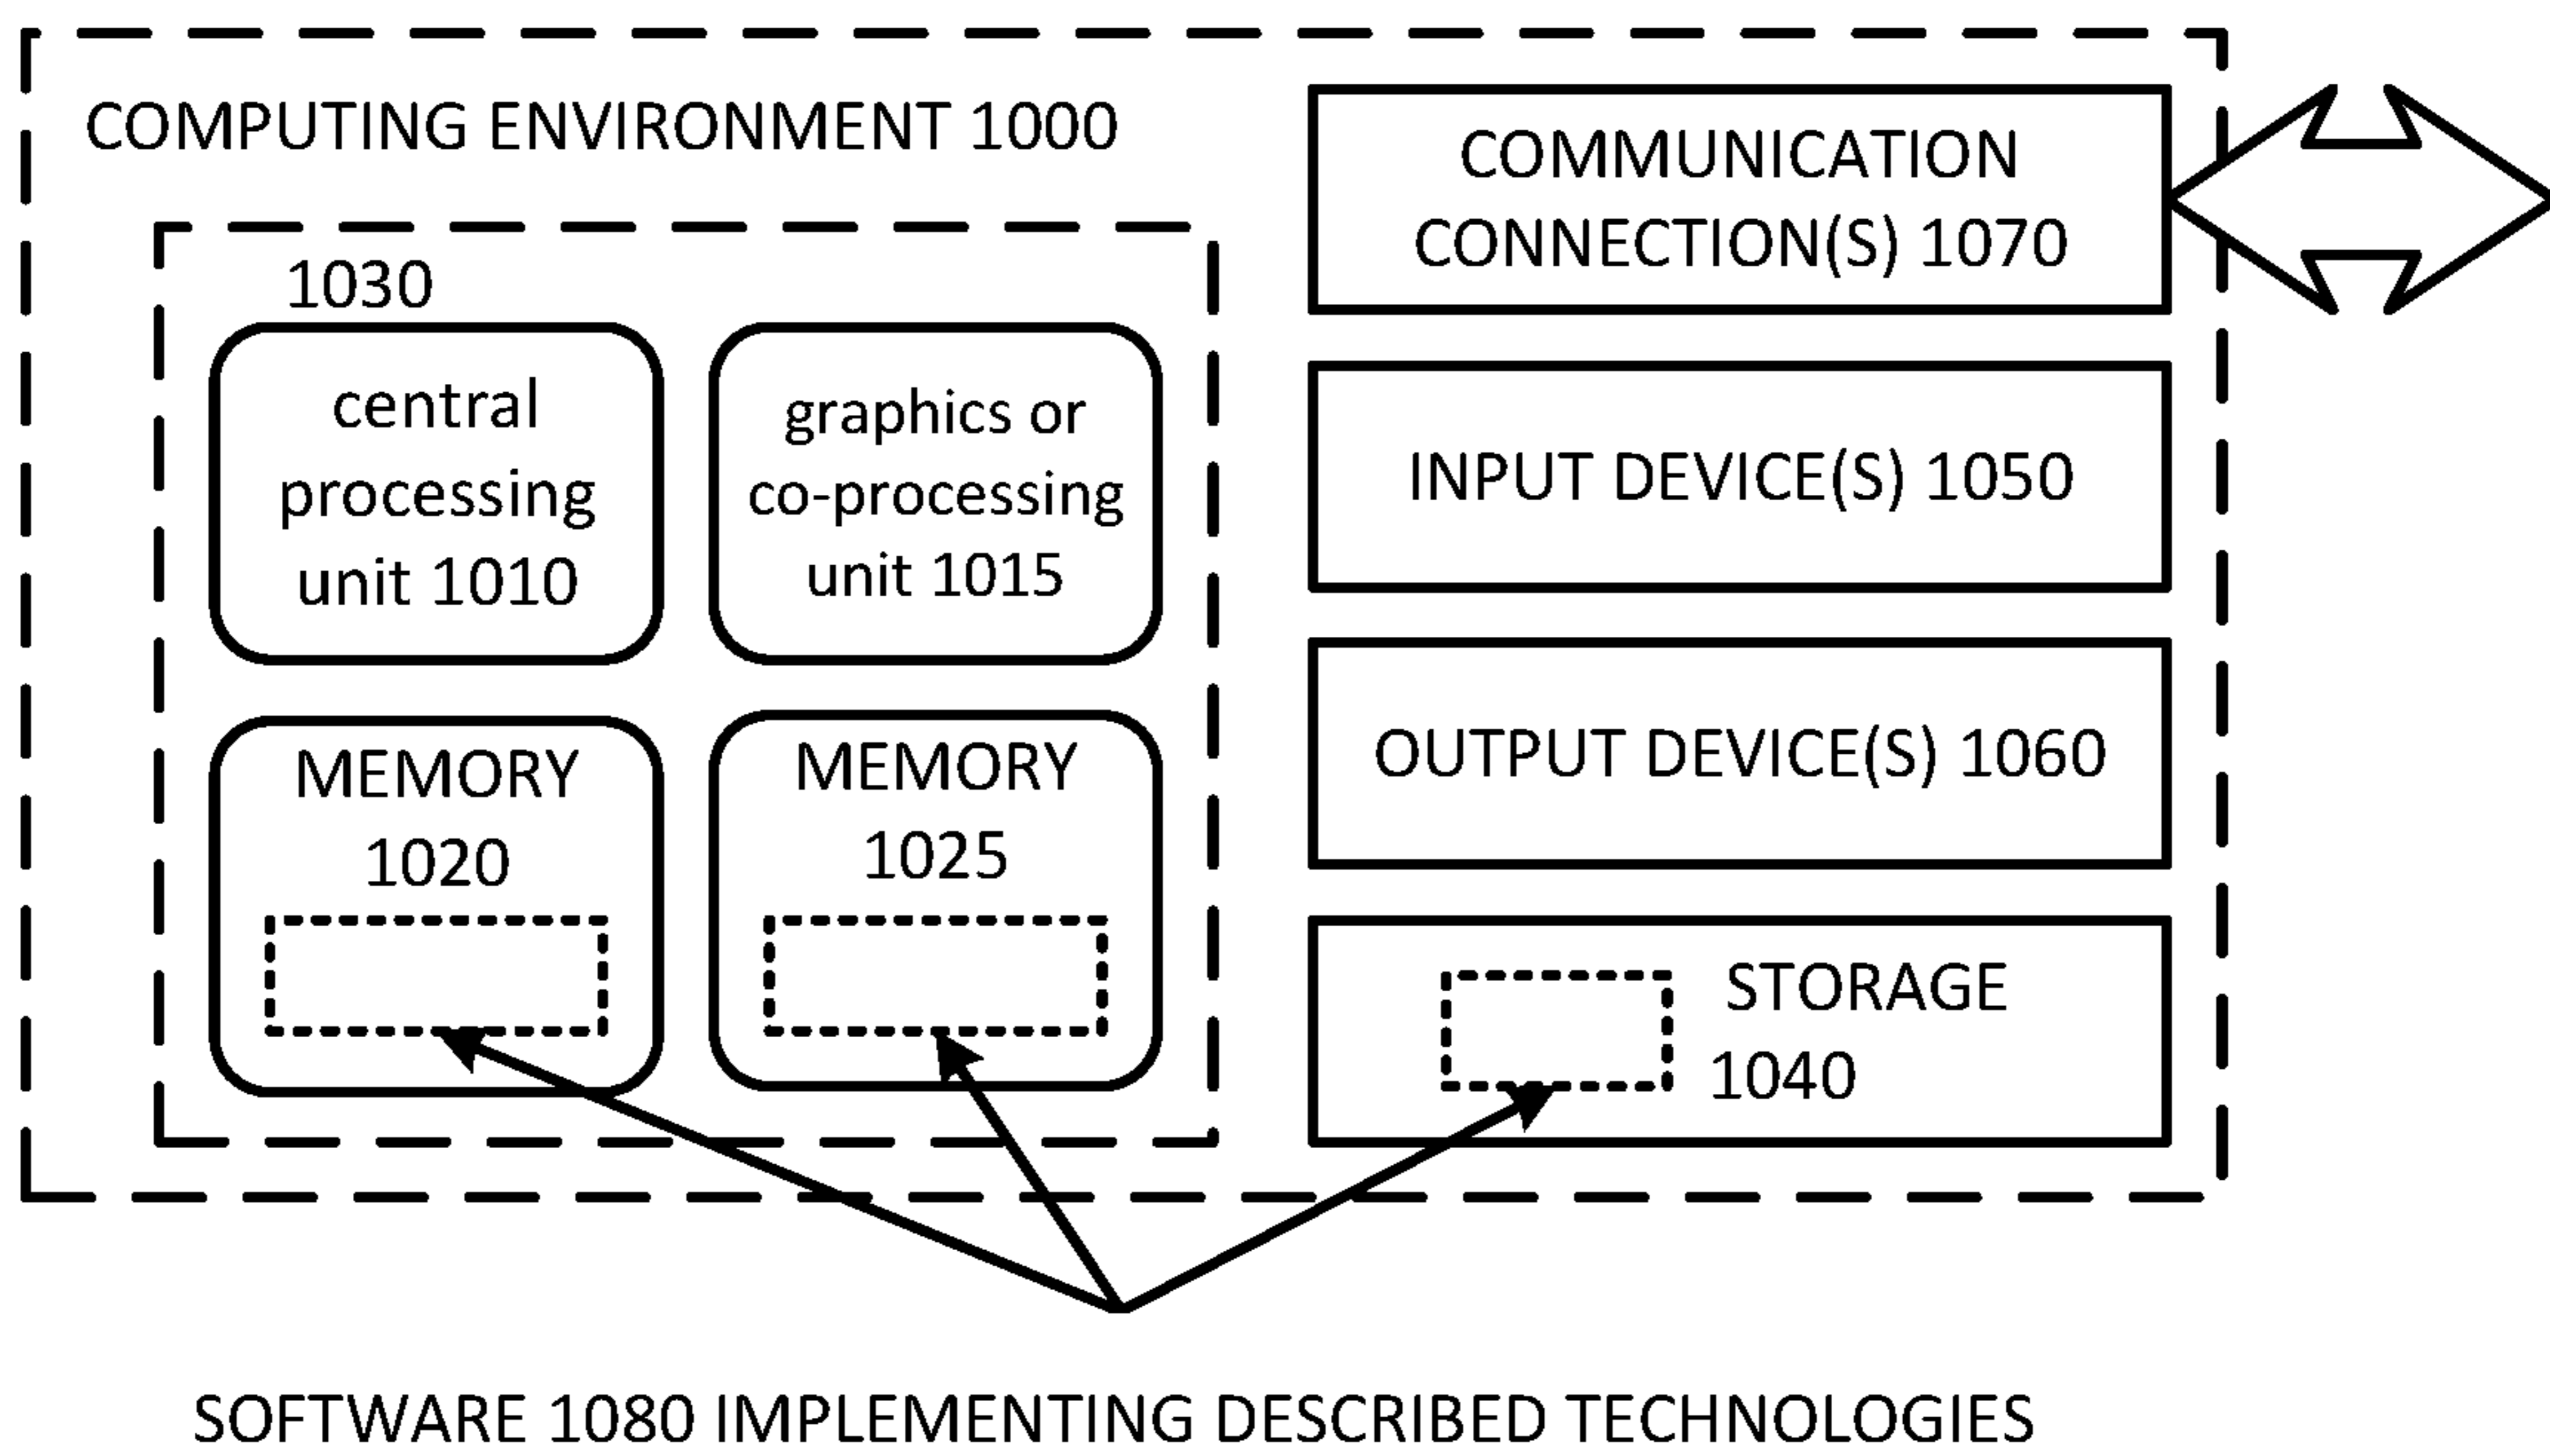 COMPUTING ENVIRONMENT 1000
1030
central
processing
unit 1010
graphics or
co-processing
unit 1015
MEMORY
1020
MEMORY
1025
COMMUNICATION
CONNECTION(S) 1070
INPUT DEVICE(S) 1050
OUTPUT DEVICE(S) 1060
STORAGE
1040
SOFTWARE 1080 IMPLEMENTING DESCRIBED TECHNOLOGIES